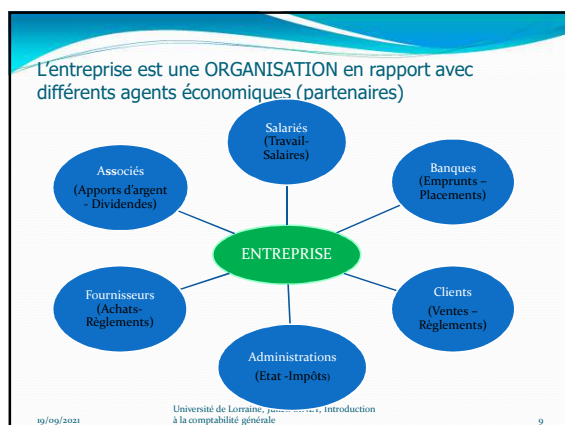 L'entreprise est une ORGANISATION en rapport avec
différents agents économiques (partenaires)
Salariés
(Travail-
Salaires)
Associés
(Apports d'argent
- Dividendes)
Banques
(Emprunts –
Placements)
ENTREPRISE
Fournisseurs
(Achats-
Règlements)
Clients
(Ventes –
Règlements)
Administrations
(Etat -Impôts)
19/09/2021
Université de Lorraine, Introduction
à la comptabilité générale
9